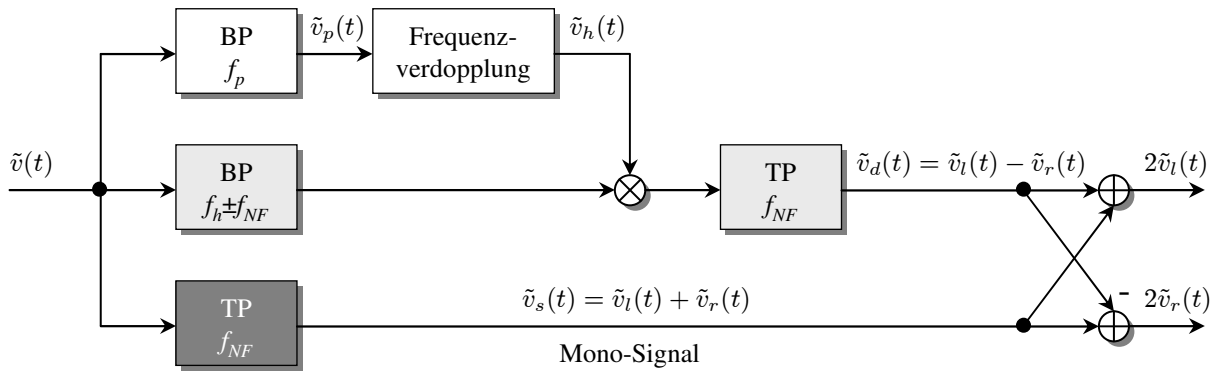 BP
f_p
ṽ_p(t)
Frequenz-
verdopplung
ṽ_h(t)
ṽ(t)
BP
f_h±f_NF
TP
f_NF
ṽ_d(t) = ṽ_l(t) − ṽ_r(t)
2ṽ_l(t)
TP
f_NF
ṽ_s(t) = ṽ_l(t) + ṽ_r(t)
Mono-Signal
-
2ṽ_r(t)